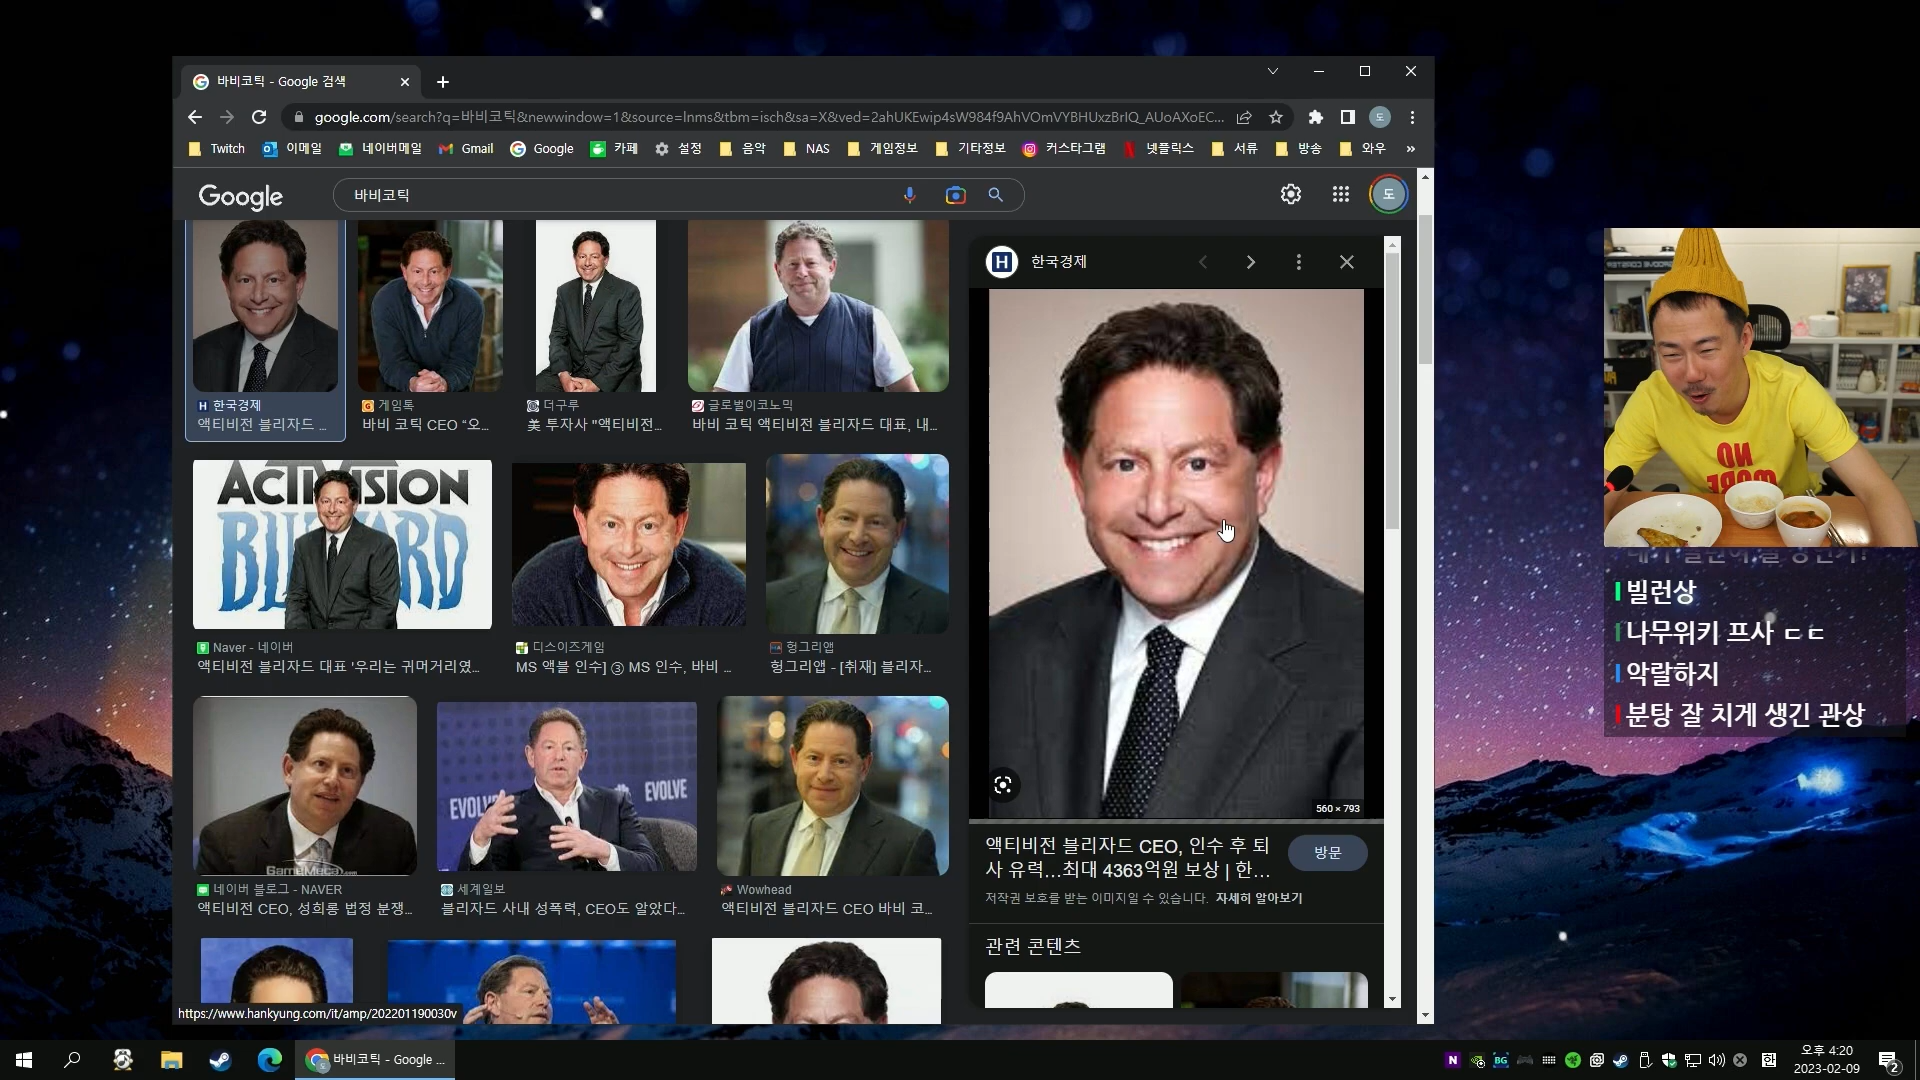 바비코틱 - Google 검색
google.com/search?q=바비코틱&newwindow=1&source=lnms&tbm=isch&sa=X&ved=2ahUKEwip4sW984f9AhVOmVYBHUxzBrIQ_AUoAXoEC...
도
Twitch 이메일 네이버메일 Gmail Google 카페 설정 음악 NAS 게임정보 기타정보 커스타그램 넷플릭스 서류 방송 와우 »
Google
바비코틱
도
H 한국경제
액티비전 블리자드 ...
게임톡
바비 코틱 CEO “오...
더구루
美 투자사 "액티비전...
글로벌이코노믹
바비 코틱 액티비전 블리자드 대표, 내...
ACTIVISION
BLIZZARD
Naver - 네이버
액티비전 블리자드 대표 '우리는 귀머거리였...
디스이즈게임
MS 액블 인수] ③ MS 인수, 바비 ...
헝그리앱
헝그리앱 - [취재] 블리자...
GameMeca.com
네이버 블로그 - NAVER
액티비전 CEO, 성희롱 법정 분쟁...
EVOLVE
EVOLVE
세계일보
블리자드 사내 성폭력, CEO도 알았다...
Wowhead
액티비전 블리자드 CEO 바비 코...
https://www.hankyung.com/it/amp/202201190030v
H 한국경제
560 × 793
액티비전 블리자드 CEO, 인수 후 퇴
사 유력...최대 4363억원 보상 | 한...
방문
저작권 보호를 받는 이미지일 수 있습니다. 자세히 알아보기
관련 콘텐츠
NO
MORE
빌런상
나무위키 프사 ㄷㄷ
악랄하지
분탕 잘 치게 생긴 관상
바비코틱 - Google ...
N
BG
한
오후 4:20
2023-02-09
2